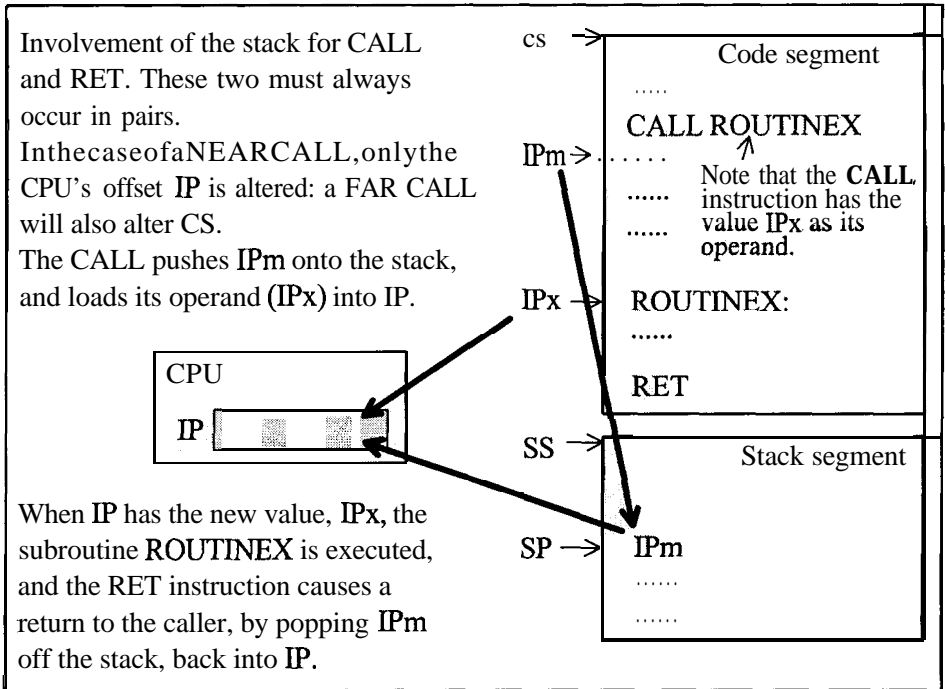 Involvement of the stack for CALL
and RET. These two must always
occur in pairs.
InthecaseofaNEARCALL,onlythe
CPU's offset IP is altered: a FAR CALL
will also alter CS.
The CALL pushes IPm onto the stack,
and loads its operand (IPx) into IP.
CPU
IP
When IP has the new value, IPx, the
subroutine ROUTINEX is executed,
and the RET instruction causes a
return to the caller, by popping IPm
off the stack, back into IP.
cs
Code segment
.....
CALL ROUTINEX
IPm
......
Note that the CALL
......
instruction has the
......
value IPx as its
operand.
IPx
ROUTINEX:
......
RET
SS
Stack segment
SP
IPm
......
......